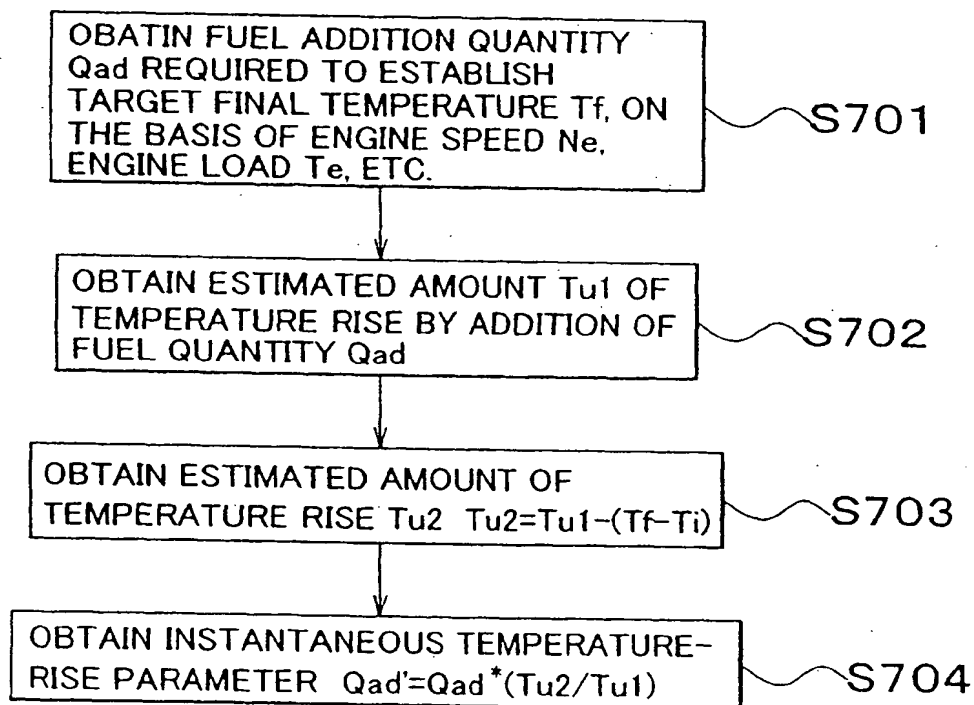 OBATIN FUEL ADDITION QUANTITY
Qad REQUIRED TO ESTABLISH
TARGET FINAL TEMPERATURE Tf, ON
THE BASIS OF ENGINE SPEED Ne,
ENGINE LOAD Te, ETC.
S701
OBTAIN ESTIMATED AMOUNT Tu1 OF
TEMPERATURE RISE BY ADDITION OF
FUEL QUANTITY Qad
S702
OBTAIN ESTIMATED AMOUNT OF
TEMPERATURE RISE Tu2 Tu2=Tu1-(Tf-Ti)
S703
OBTAIN INSTANTANEOUS TEMPERATURE-
RISE PARAMETER Qad'=Qad*(Tu2/Tu1)
S704